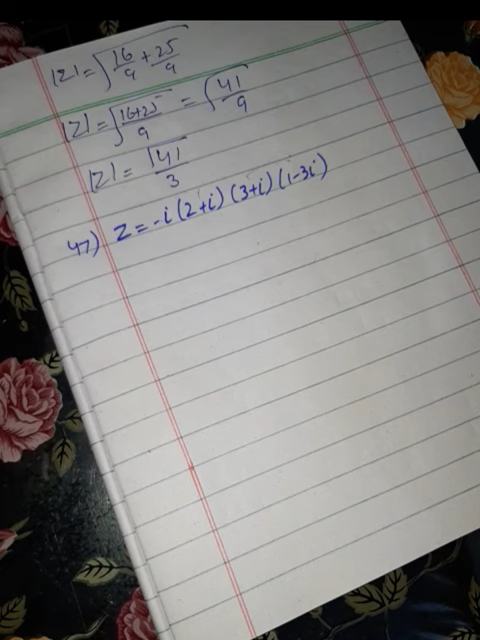 |Z| = √16/9 + 25/9
|Z| = √16+25/9 = √41/9
|Z| = √41/3
47) Z = -i (2+i) (3+i) (1-3i)